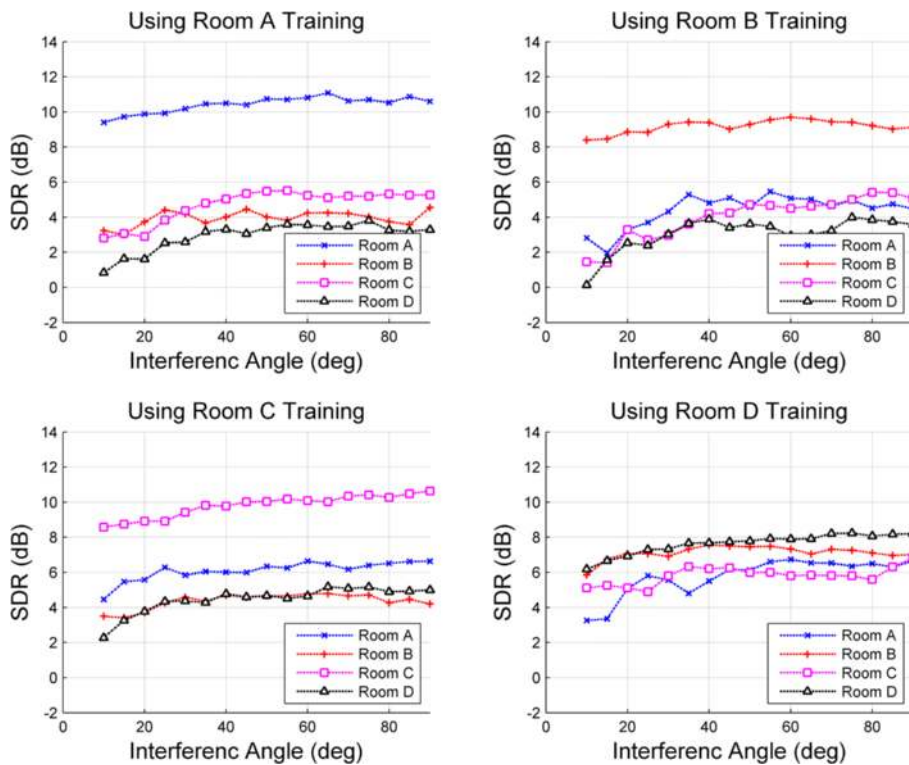 Using Room A Training
SDR (dB)
14
12
10
8
6
4
2
0
-2
0
20
40
60
80
Interferenc Angle (deg)
Room A
Room B
Room C
Room D
Using Room B Training
SDR (dB)
14
12
10
8
6
4
2
0
-2
0
20
40
60
80
Interferenc Angle (deg)
Room A
Room B
Room C
Room D
Using Room C Training
SDR (dB)
14
12
10
8
6
4
2
0
-2
0
20
40
60
80
Interferenc Angle (deg)
Room A
Room B
Room C
Room D
Using Room D Training
SDR (dB)
14
12
10
8
6
4
2
0
-2
0
20
40
60
80
Interferenc Angle (deg)
Room A
Room B
Room C
Room D